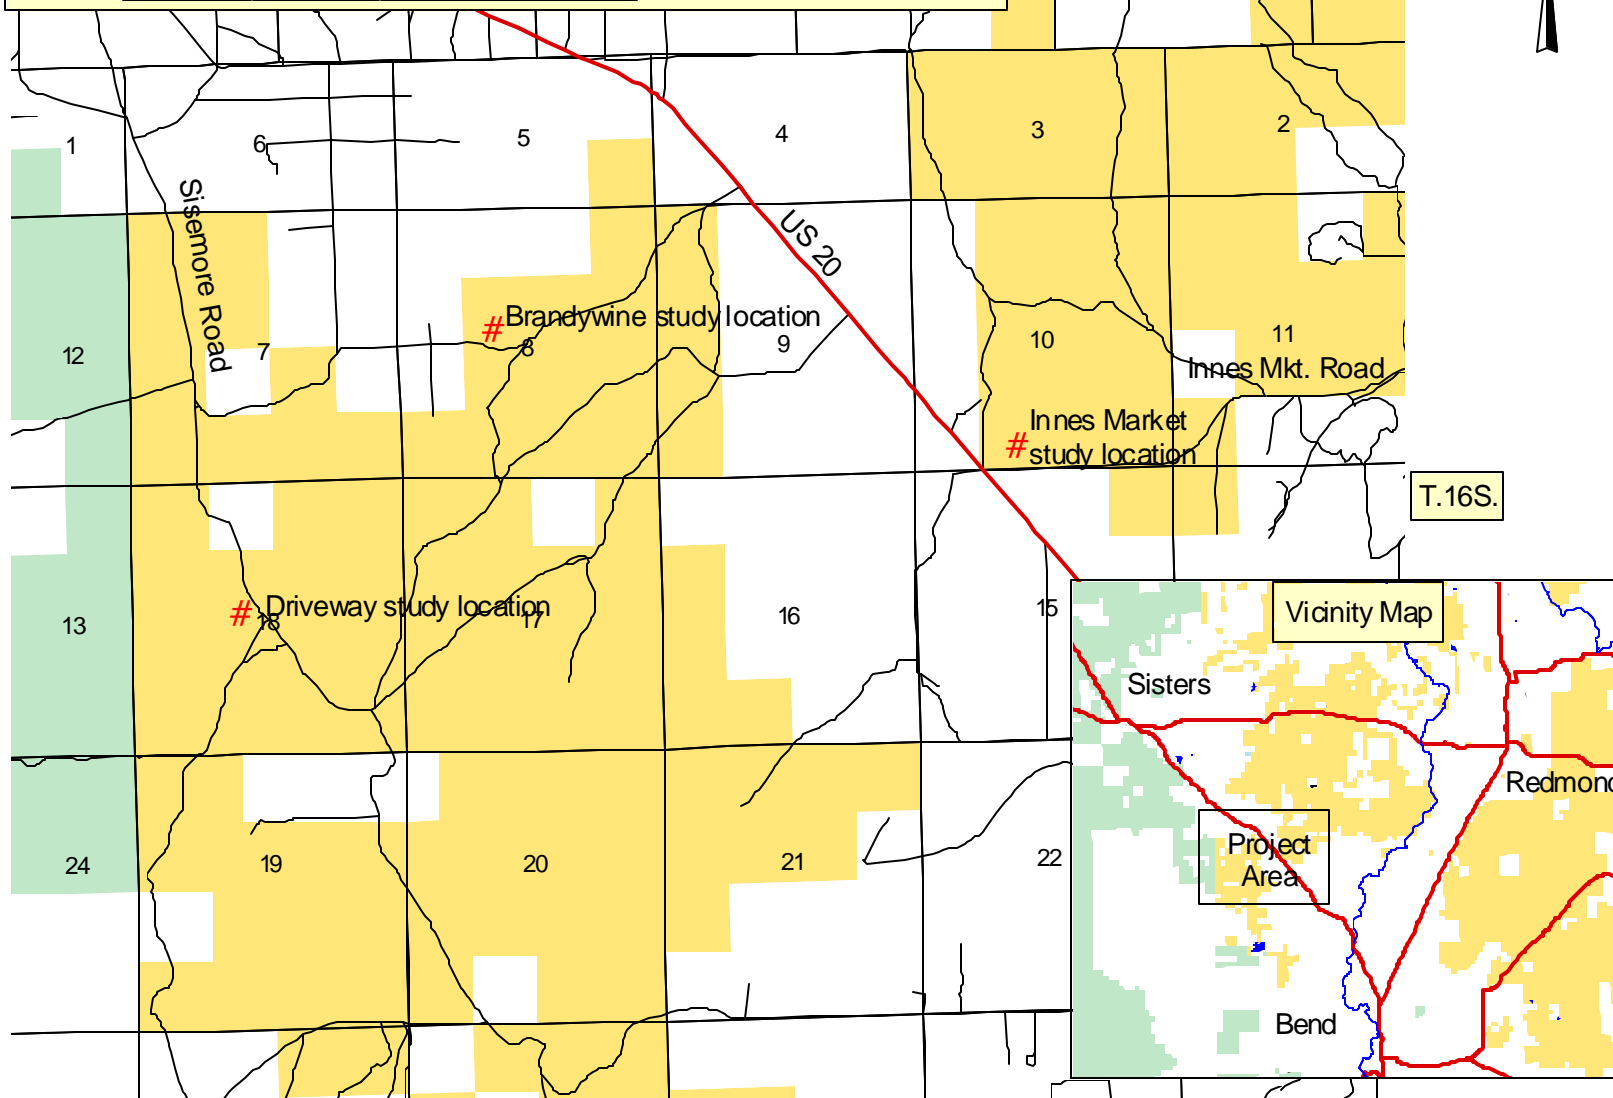 1
6
5
4
3
2
Sisemore Road
US 20
12
7
# Brandywine study location
8
9
10
11
Innes Mkt. Road
# Innes Market
study location
T.16S.
13
# Driveway study location
18
17
16
15
Vicinity Map
Sisters
Redmond
Project
Area
Bend
24
19
20
21
22